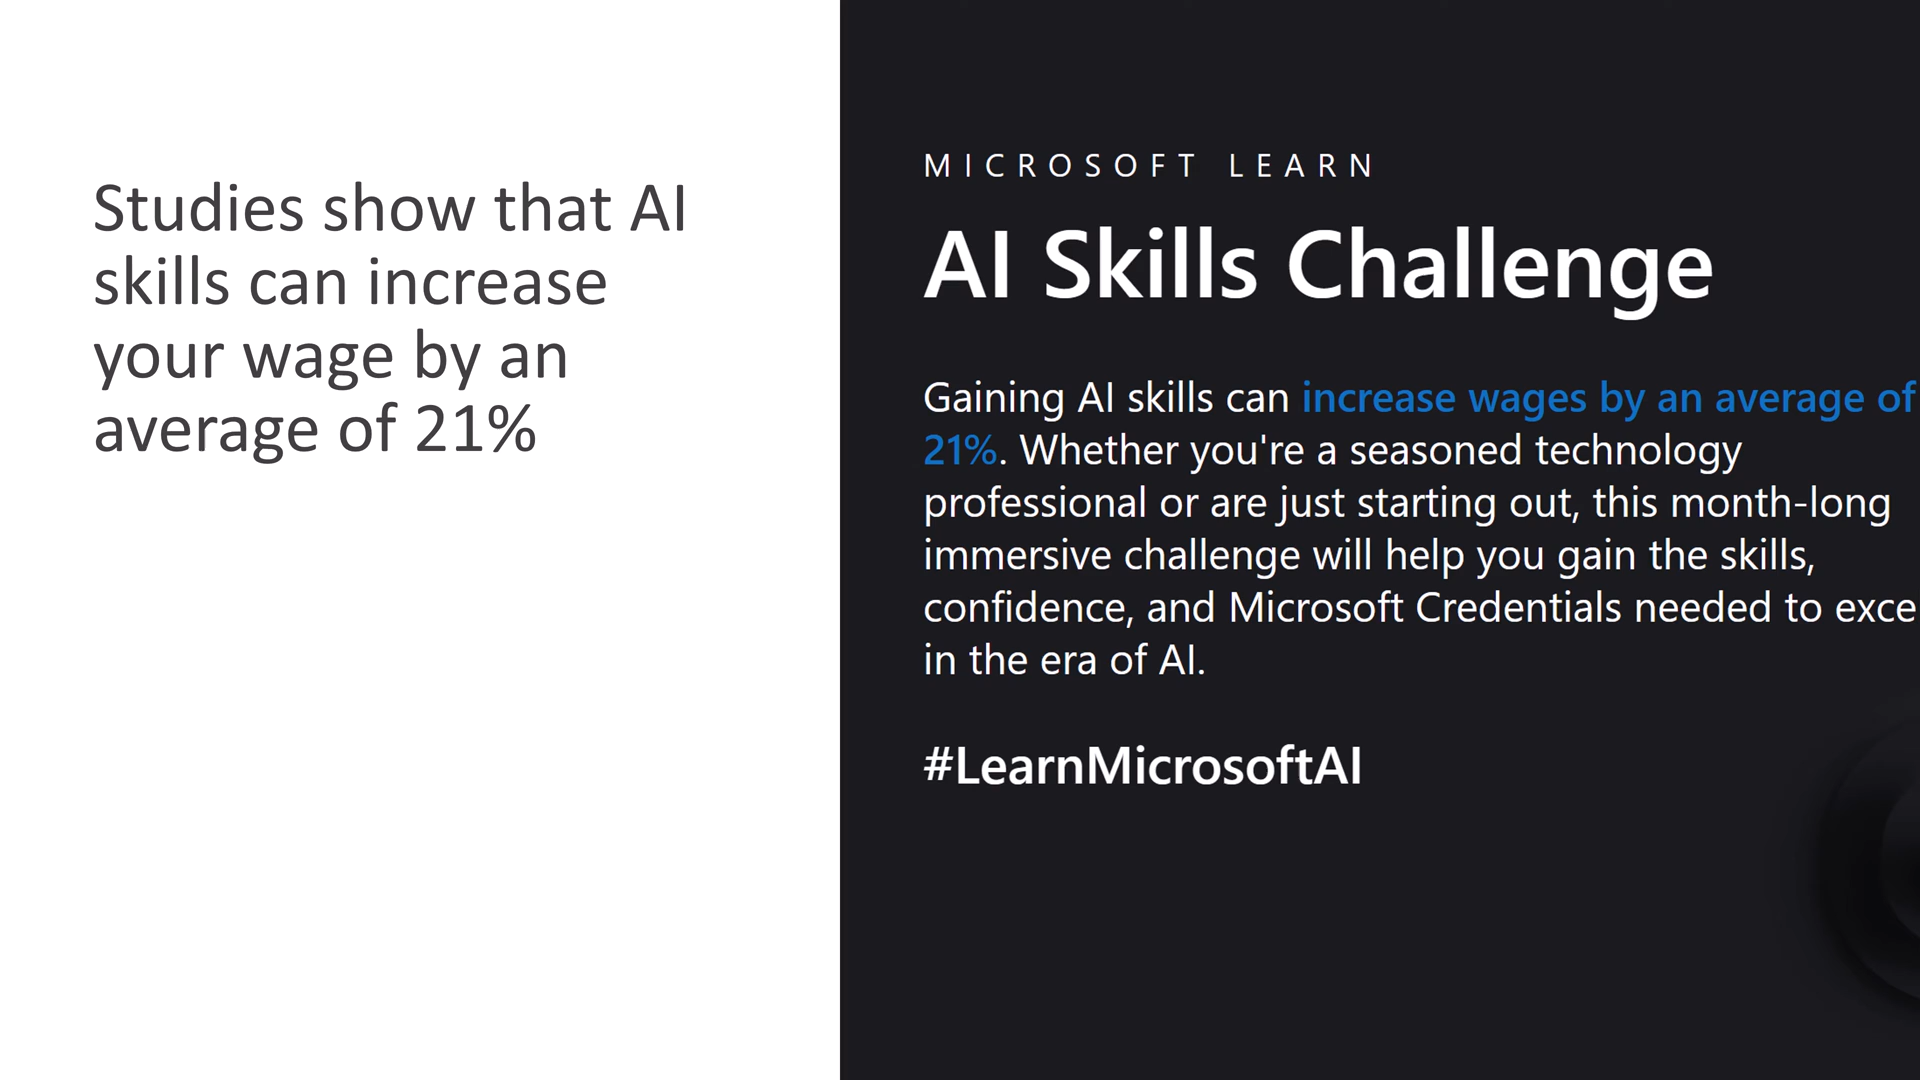 Studies show that AI
skills can increase
your wage by an
average of 21%
MICROSOFT LEARN
AI Skills Challenge
Gaining AI skills can increase wages by an average of
21%. Whether you're a seasoned technology
professional or are just starting out, this month-long
immersive challenge will help you gain the skills,
confidence, and Microsoft Credentials needed to exce
in the era of AI.
#LearnMicrosoftAI